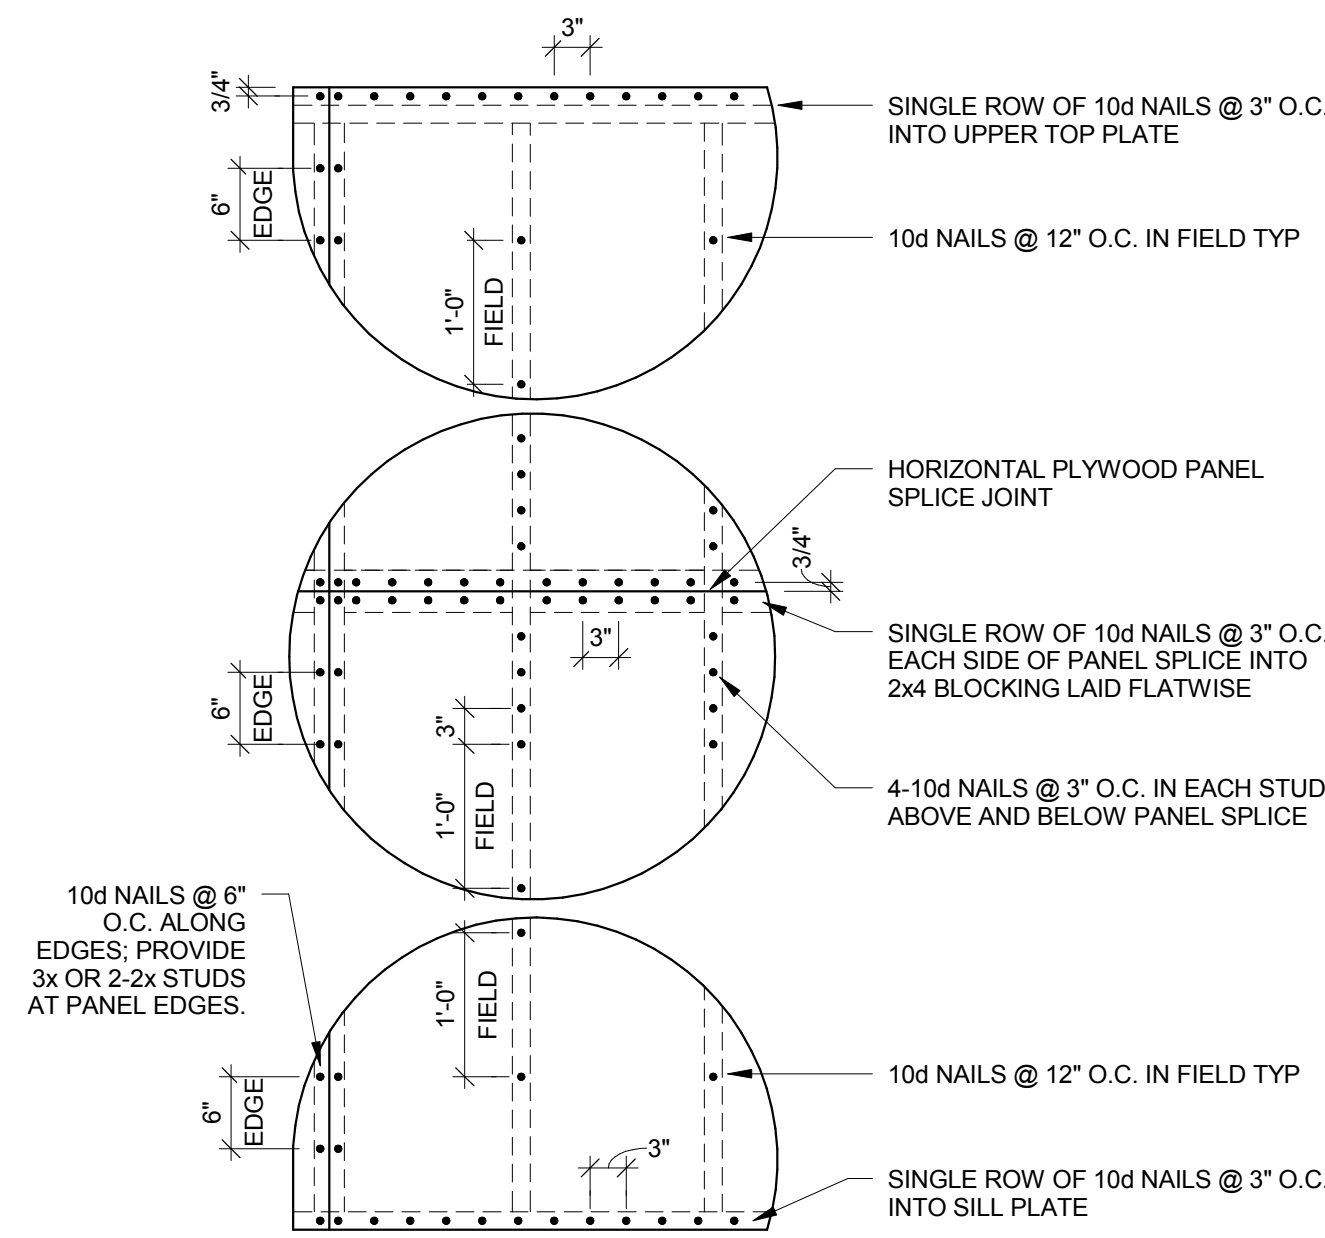 3"
3/4"
SINGLE ROW OF 10d NAILS @ 3" O.C.
INTO UPPER TOP PLATE
6"
EDGE
10d NAILS @ 12" O.C. IN FIELD TYP
1'-0"
FIELD
HORIZONTAL PLYWOOD PANEL
SPLICE JOINT
3/4"
SINGLE ROW OF 10d NAILS @ 3" O.C.
EACH SIDE OF PANEL SPLICE INTO
2x4 BLOCKING LAID FLATWISE
3"
6"
EDGE
3"
1'-0"
FIELD
4-10d NAILS @ 3" O.C. IN EACH STUD
ABOVE AND BELOW PANEL SPLICE
10d NAILS @ 6"
O.C. ALONG
EDGES; PROVIDE
3x OR 2-2x STUDS
AT PANEL EDGES.
1'-0"
FIELD
6"
EDGE
10d NAILS @ 12" O.C. IN FIELD TYP
3"
SINGLE ROW OF 10d NAILS @ 3" O.C.
INTO SILL PLATE